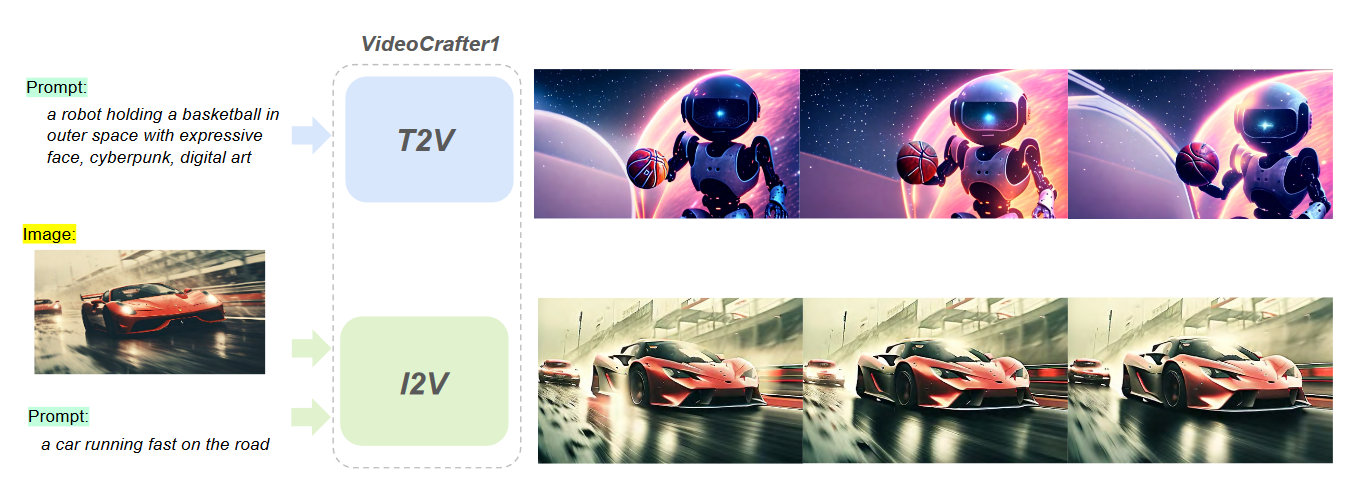 VideoCrafter1
Prompt:
a robot holding a basketball in
outer space with expressive
face, cyberpunk, digital art
T2V
Image:
I2V
Prompt:
a car running fast on the road